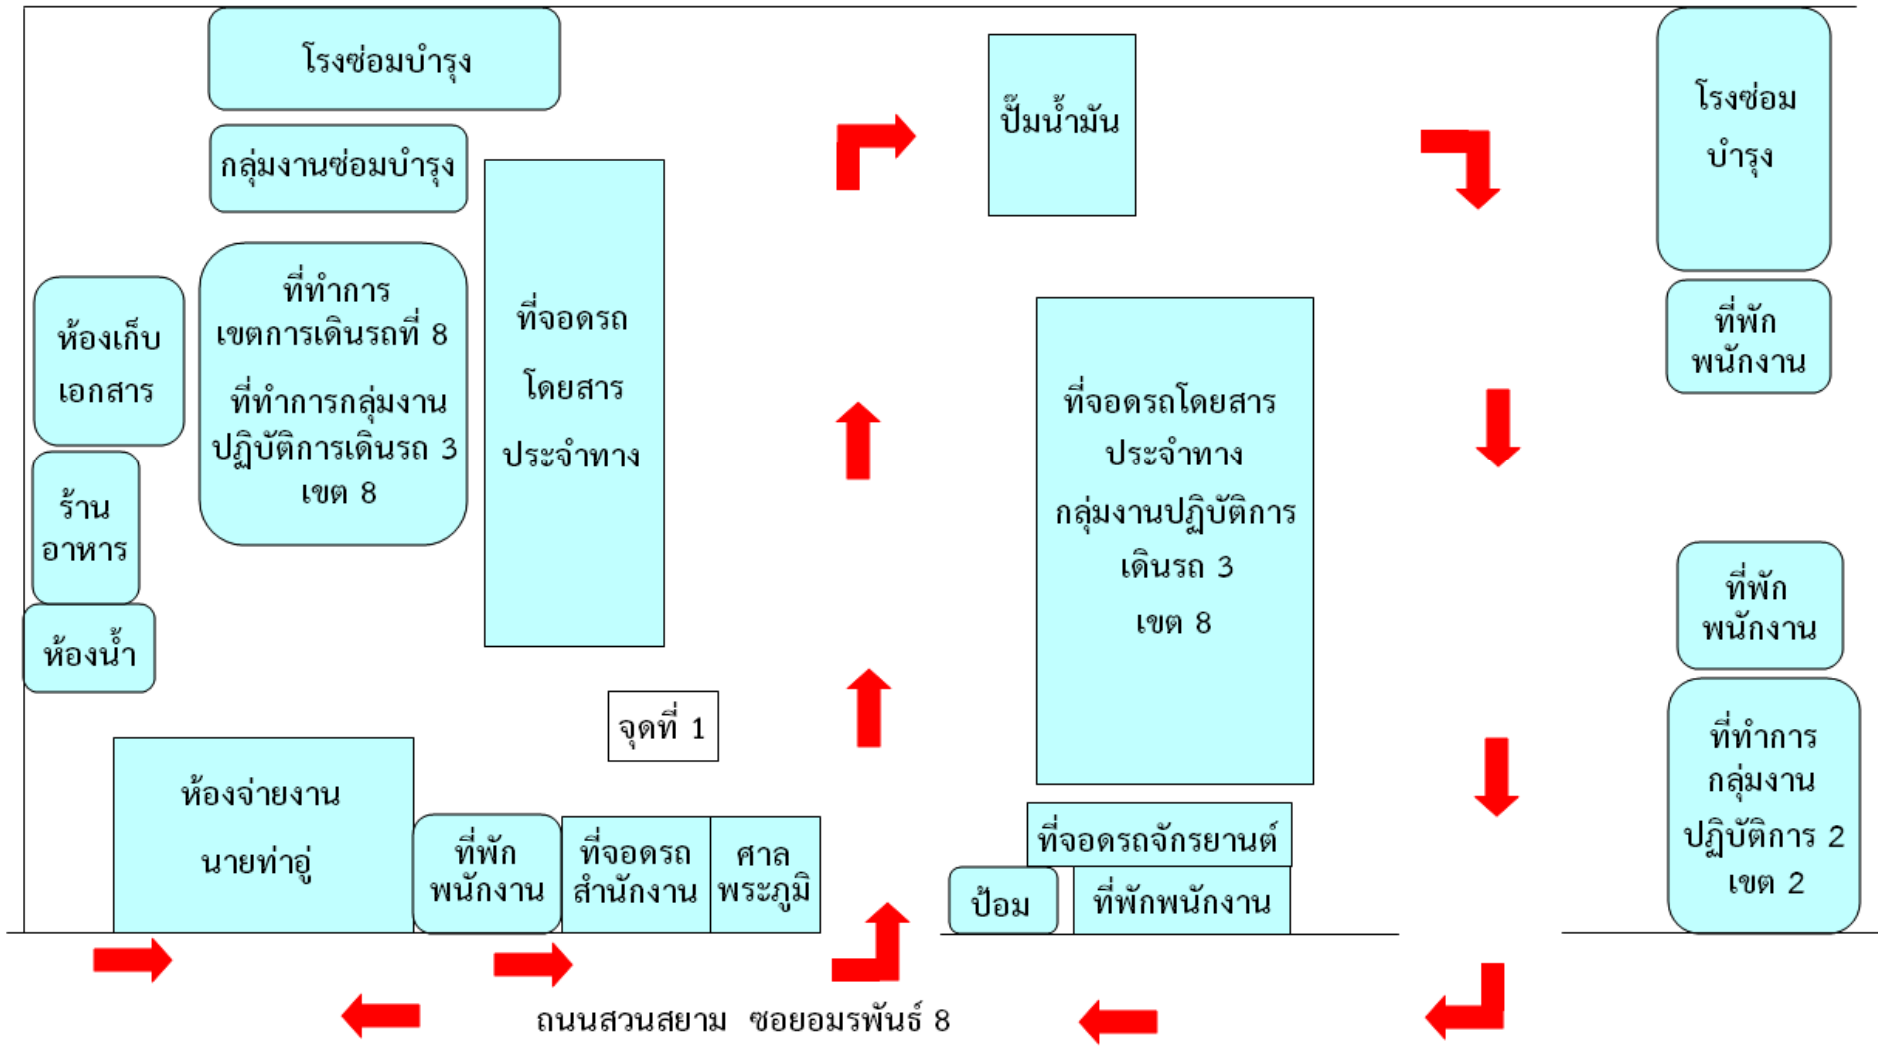 โรงซ่อมบำรุง
กลุ่มงานซ่อมบำรุง
ที่ทำการ
เขตการเดินรถที่ 8
ที่ทำการกลุ่มงาน
ปฏิบัติการเดินรถ 3
เขต 8
ห้องเก็บ
เอกสาร
ร้าน
อาหาร
ห้องน้ำ
ที่จอดรถ
โดยสาร
ประจำทาง
จุดที่ 1
ห้องจ่ายงาน
นายท่าอู่
ที่พัก
พนักงาน
ที่จอดรถ
สำนักงาน
ศาล
พระภูมิ
ปั๊มน้ำมัน
ที่จอดรถโดยสาร
ประจำทาง
กลุ่มงานปฏิบัติการ
เดินรถ 3
เขต 8
ที่จอดรถจักรยานต์
ป้อม
ที่พักพนักงาน
โรงซ่อม
บำรุง
ที่พัก
พนักงาน
ที่พัก
พนักงาน
ที่ทำการ
กลุ่มงาน
ปฏิบัติการ 2
เขต 2
ถนนสวนสยาม ซอยอมรพันธ์ 8